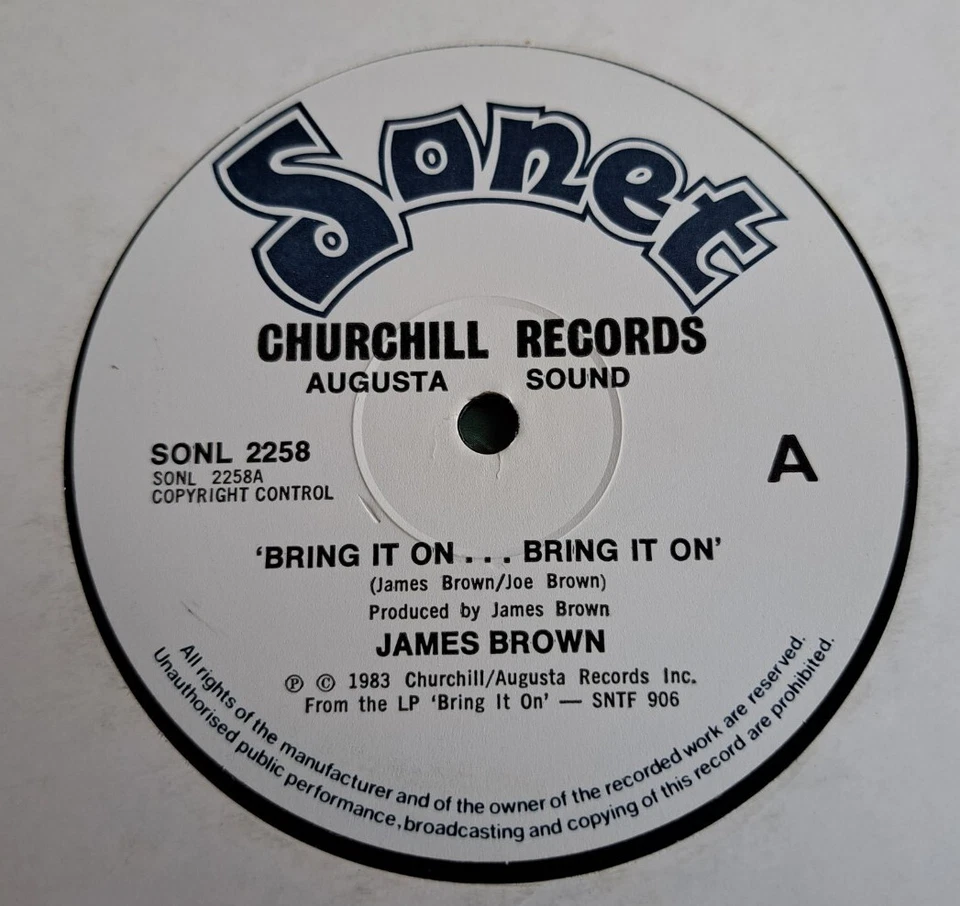 Sonet
CHURCHILL RECORDS
AUGUSTA SOUND
SONL 2258
SONL 2258A
COPYRIGHT CONTROL
A
‘BRING IT ON . . . BRING IT ON’
(James Brown/Joe Brown)
Produced by James Brown
JAMES BROWN
Ⓟ © 1983 Churchill/Augusta Records Inc.
From the LP ‘Bring It On’ — SNTF 906
All rights of the manufacturer and of the owner of the recorded work are reserved.
Unauthorised public performance, broadcasting and copying of this record are prohibited.